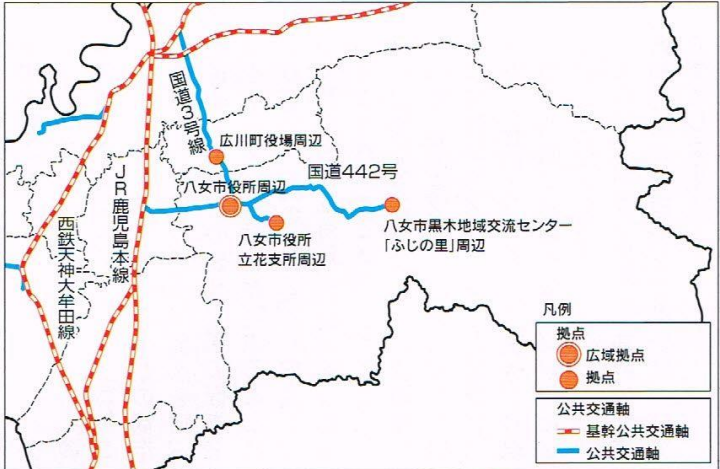 国道3号線
広川町役場周辺
国道442号
八女市役所周辺
JR鹿児島本線
西鉄天神大牟田線
八女市役所
立花支所周辺
八女市黒木地域交流センター
「ふじの里」周辺
凡例
拠点
広域拠点
拠点
公共交通軸
基幹公共交通軸
公共交通軸